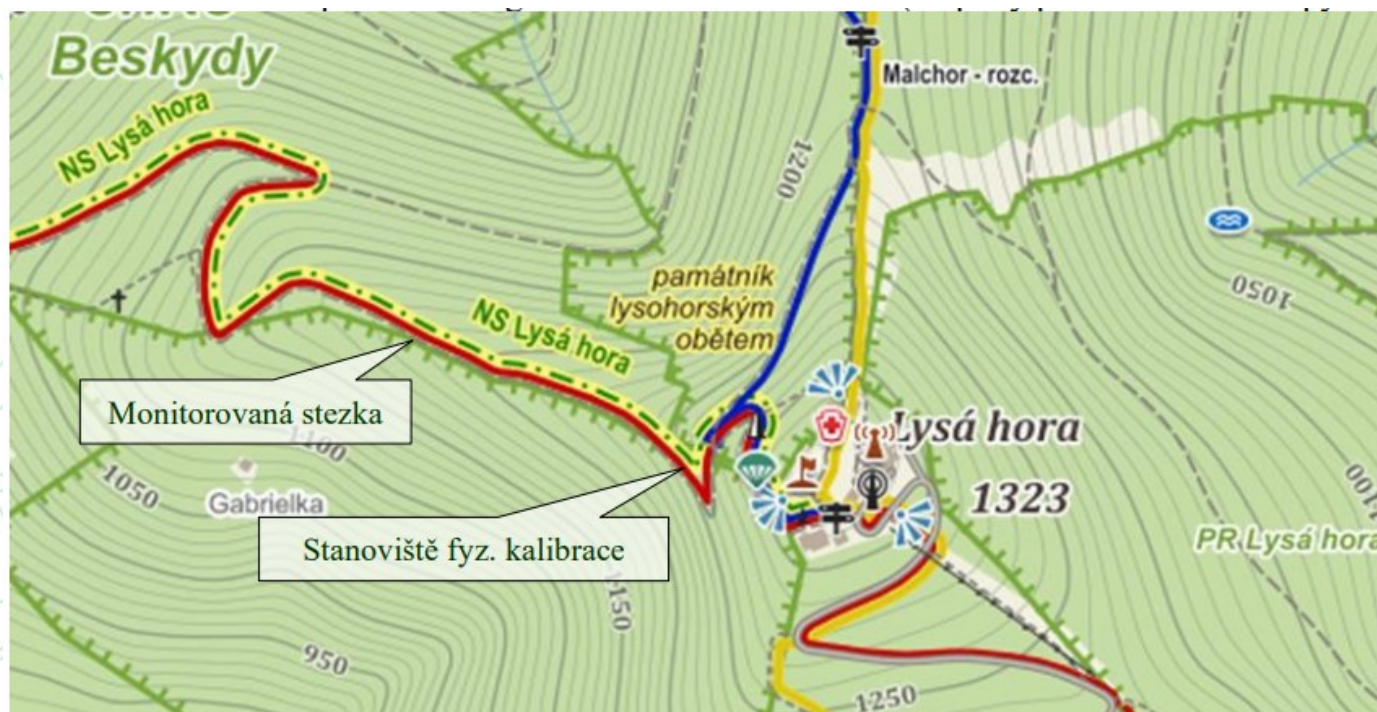 Beskydy
NS Lysá hora
Malchor - rozc.
1200
památník
lysohorským
obětem
1050
NS Lysá hora
Monitorovaná stezka
1100
1050
Gabrielka
Lysá hora
1323
1100
Stanoviště fyz. kalibrace
PR Lysá hora
1150
950
1250